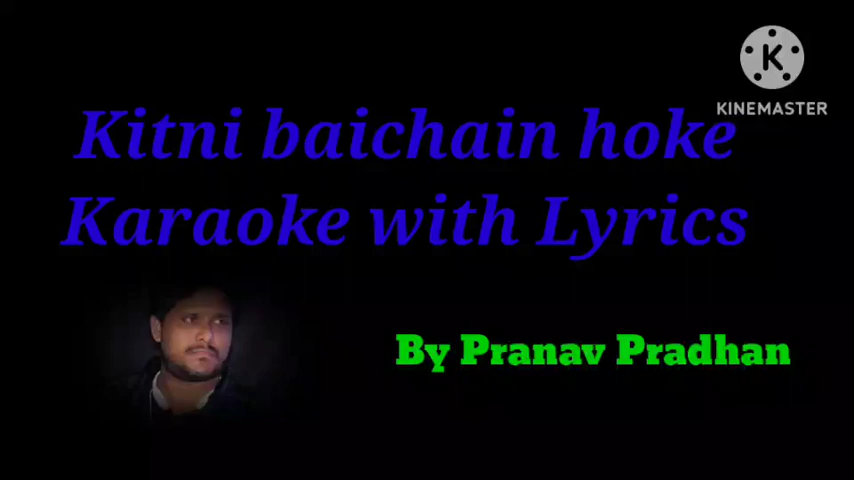 K
KINEMASTER
Kitni baichain hoke
Karaoke with Lyrics
By Pranav Pradhan